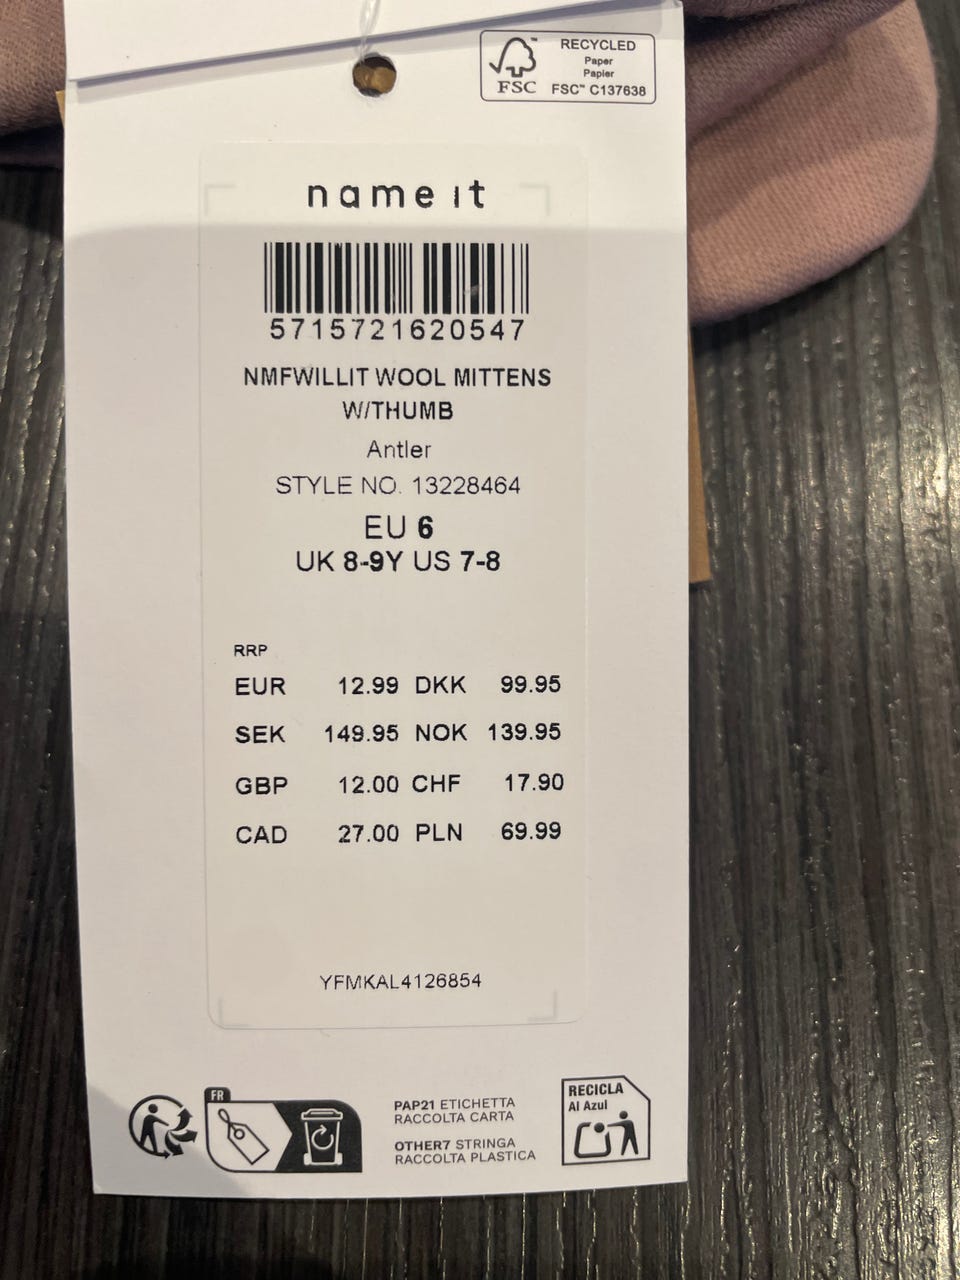 FSC™
RECYCLED
Paper
Papier
FSC™ C137638
name it
5715721620547
NMFWILLIT WOOL MITTENS
W/THUMB
Antler
STYLE NO. 13228464
EU 6
UK 8-9Y US 7-8
RRP
EUR 12.99 DKK 99.95
SEK 149.95 NOK 139.95
GBP 12.00 CHF 17.90
CAD 27.00 PLN 69.99
YFMKAL4126854
FR
PAP21 ETICHETTA
RACCOLTA CARTA
OTHER7 STRINGA
RACCOLTA PLASTICA
RECICLA
Al Azul